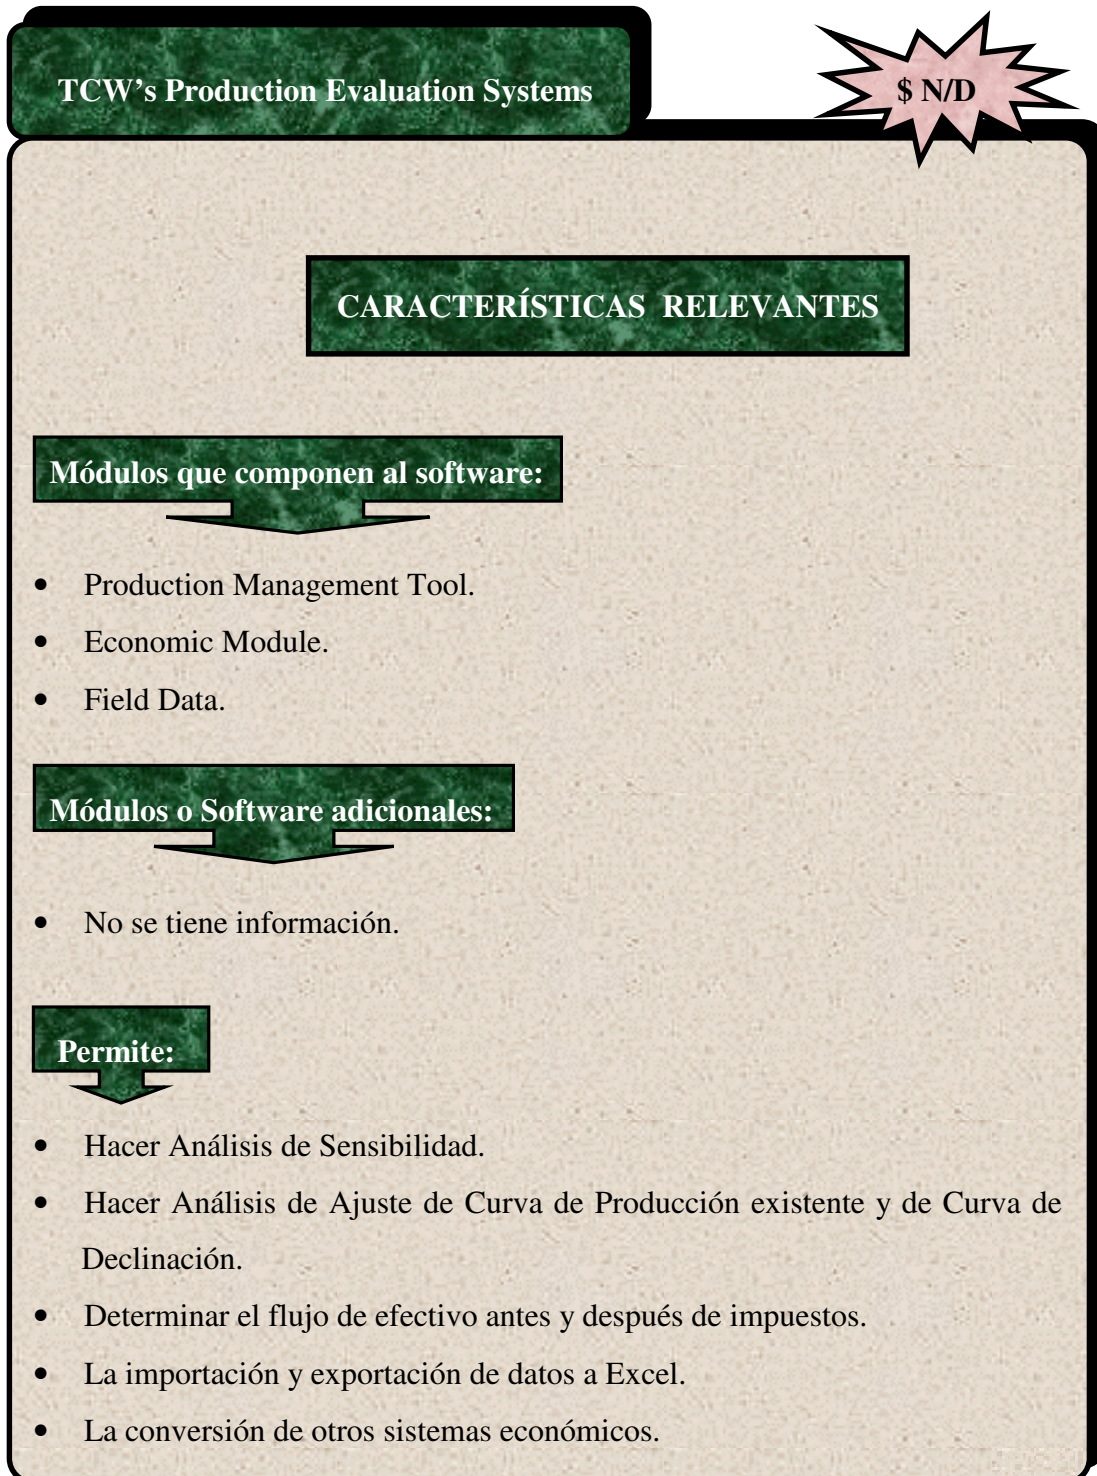 TCW's Production Evaluation Systems
$ N/D
CARACTERÍSTICAS RELEVANTES
Módulos que componen al software:
• Production Management Tool.
• Economic Module.
• Field Data.
Módulos o Software adicionales:
• No se tiene información.
Permite:
• Hacer Análisis de Sensibilidad.
• Hacer Análisis de Ajuste de Curva de Producción existente y de Curva de
Declinación.
• Determinar el flujo de efectivo antes y después de impuestos.
• La importación y exportación de datos a Excel.
• La conversión de otros sistemas económicos.